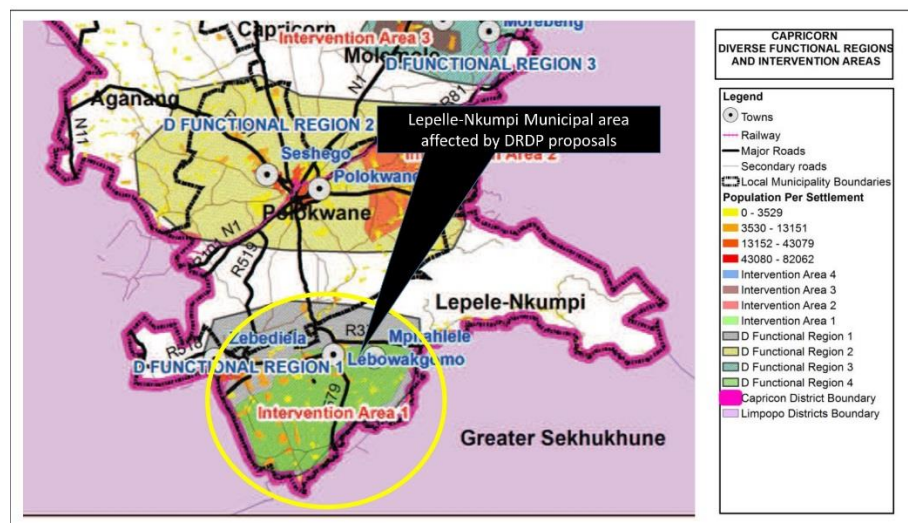 CAPRICORN
DIVERSE FUNCTIONAL REGIONS
AND INTERVENTION AREAS
Legend
Towns
Railway
Major Roads
Secondary roads
Local Municipality Boundaries
Population Per Settlement
0 - 3529
3530 - 13151
13152 - 43079
43080 - 82062
Intervention Area 4
Intervention Area 3
Intervention Area 2
Intervention Area 1
D Functional Region 1
D Functional Region 2
D Functional Region 3
D Functional Region 4
Capricon District Boundary
Limpopo Districts Boundary
Capricorn
Intervention Area 3
Morebeng
D FUNCTIONAL REGION 3
N1
R81
Aganang
N11
D FUNCTIONAL REGION 2
Lepelle-Nkumpi Municipal area
affected by DRDP proposals
Seshego
Area 2
Polokwane
Polokwane
N1
R519
Lepele-Nkumpi
Zebediela
R37
Mphahlele
R518
Lebowakgomo
D FUNCTIONAL REGION 1
Intervention Area 1
Greater Sekhukhune